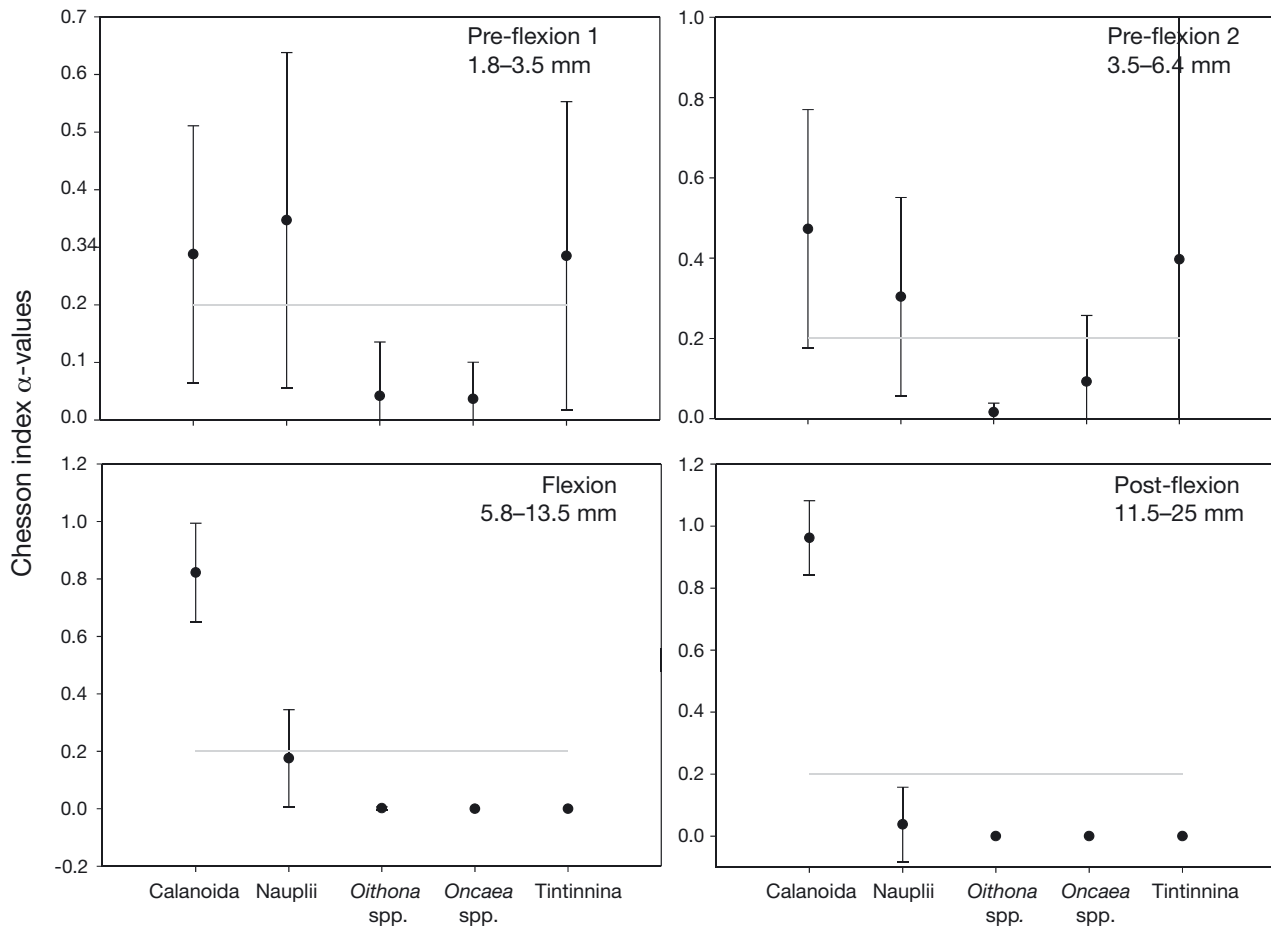 Chesson index α-values
Pre-flexion 1
1.8–3.5 mm
0.7
0.6
0.5
0.4
0.34
0.2
0.1
0.0
Pre-flexion 2
3.5–6.4 mm
1.0
0.8
0.6
0.4
0.2
0.0
Flexion
5.8–13.5 mm
1.2
1.0
0.8
0.6
0.4
0.2
0.0
-0.2
Calanoida Nauplii Oithona spp. Oncaea spp. Tintinnina
Post-flexion
11.5–25 mm
1.2
1.0
0.8
0.6
0.4
0.2
0.0
Calanoida Nauplii Oithona spp. Oncaea spp. Tintinnina